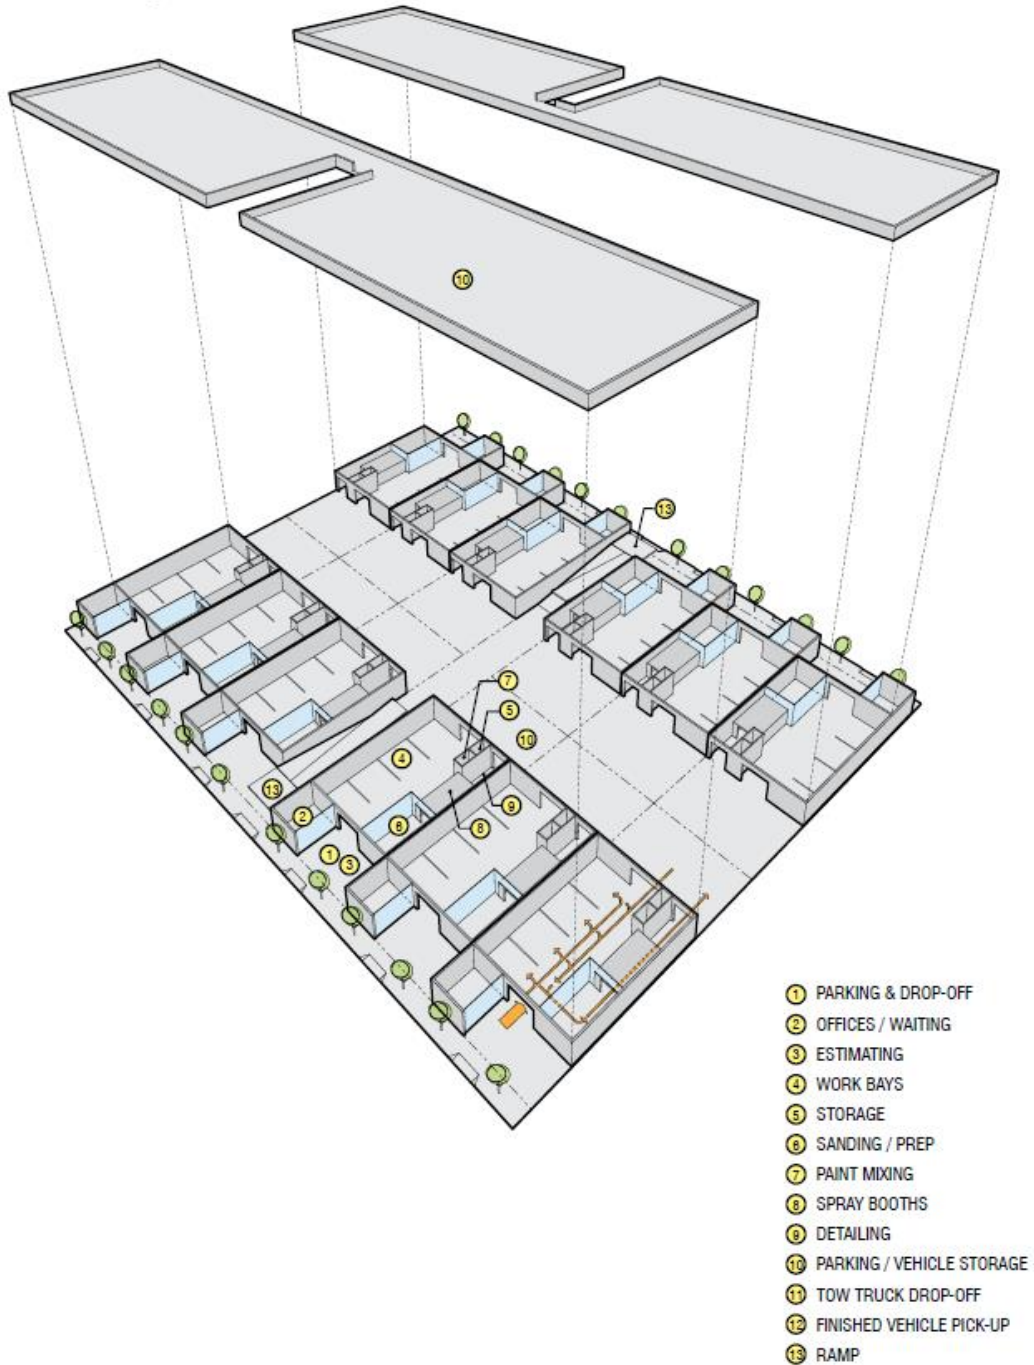 10
13
7
5
10
4
13
2
9
6
8
1
3
1 PARKING & DROP-OFF
2 OFFICES / WAITING
3 ESTIMATING
4 WORK BAYS
5 STORAGE
6 SANDING / PREP
7 PAINT MIXING
8 SPRAY BOOTHS
9 DETAILING
10 PARKING / VEHICLE STORAGE
11 TOW TRUCK DROP-OFF
12 FINISHED VEHICLE PICK-UP
13 RAMP